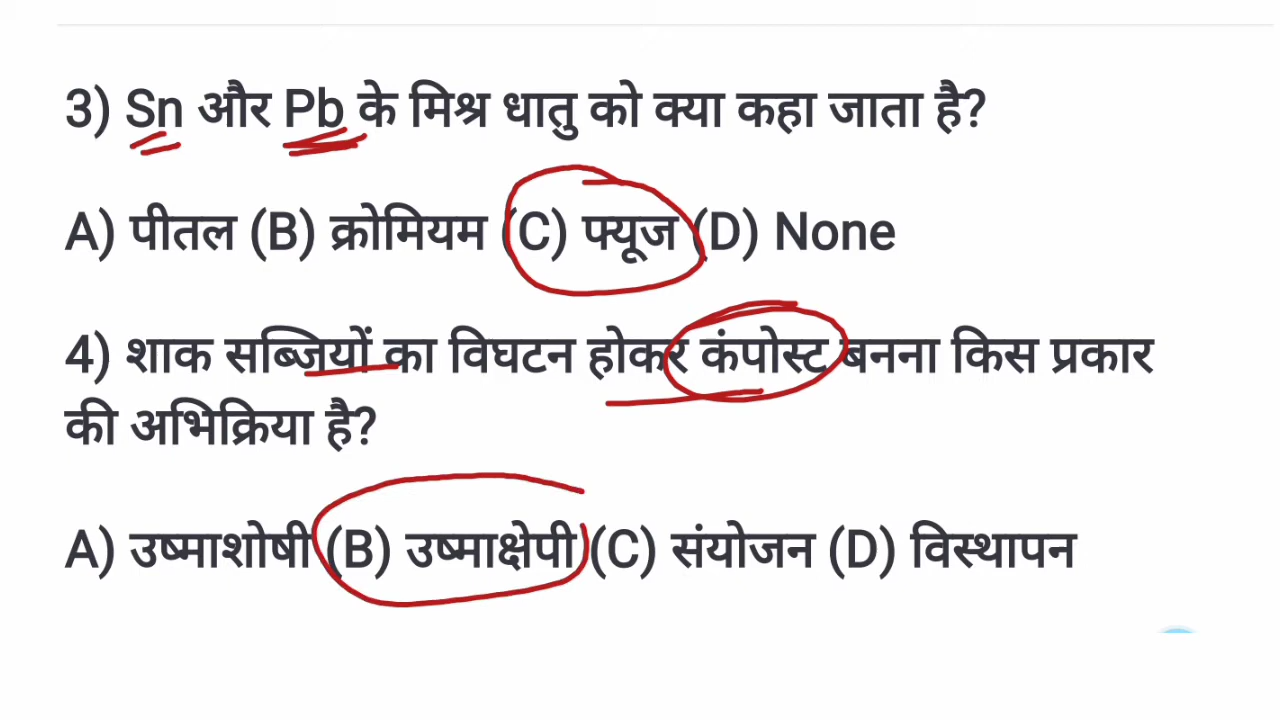 3) Sn और Pb के मिश्र धातु को क्या कहा जाता है?
A) पीतल (B) क्रोमियम (C) फ्यूज (D) None
4) शाक सब्जियों का विघटन होकर कंपोस्ट बनना किस प्रकार
की अभिक्रिया है?
A) उष्माशोषी (B) उष्माक्षेपी (C) संयोजन (D) विस्थापन